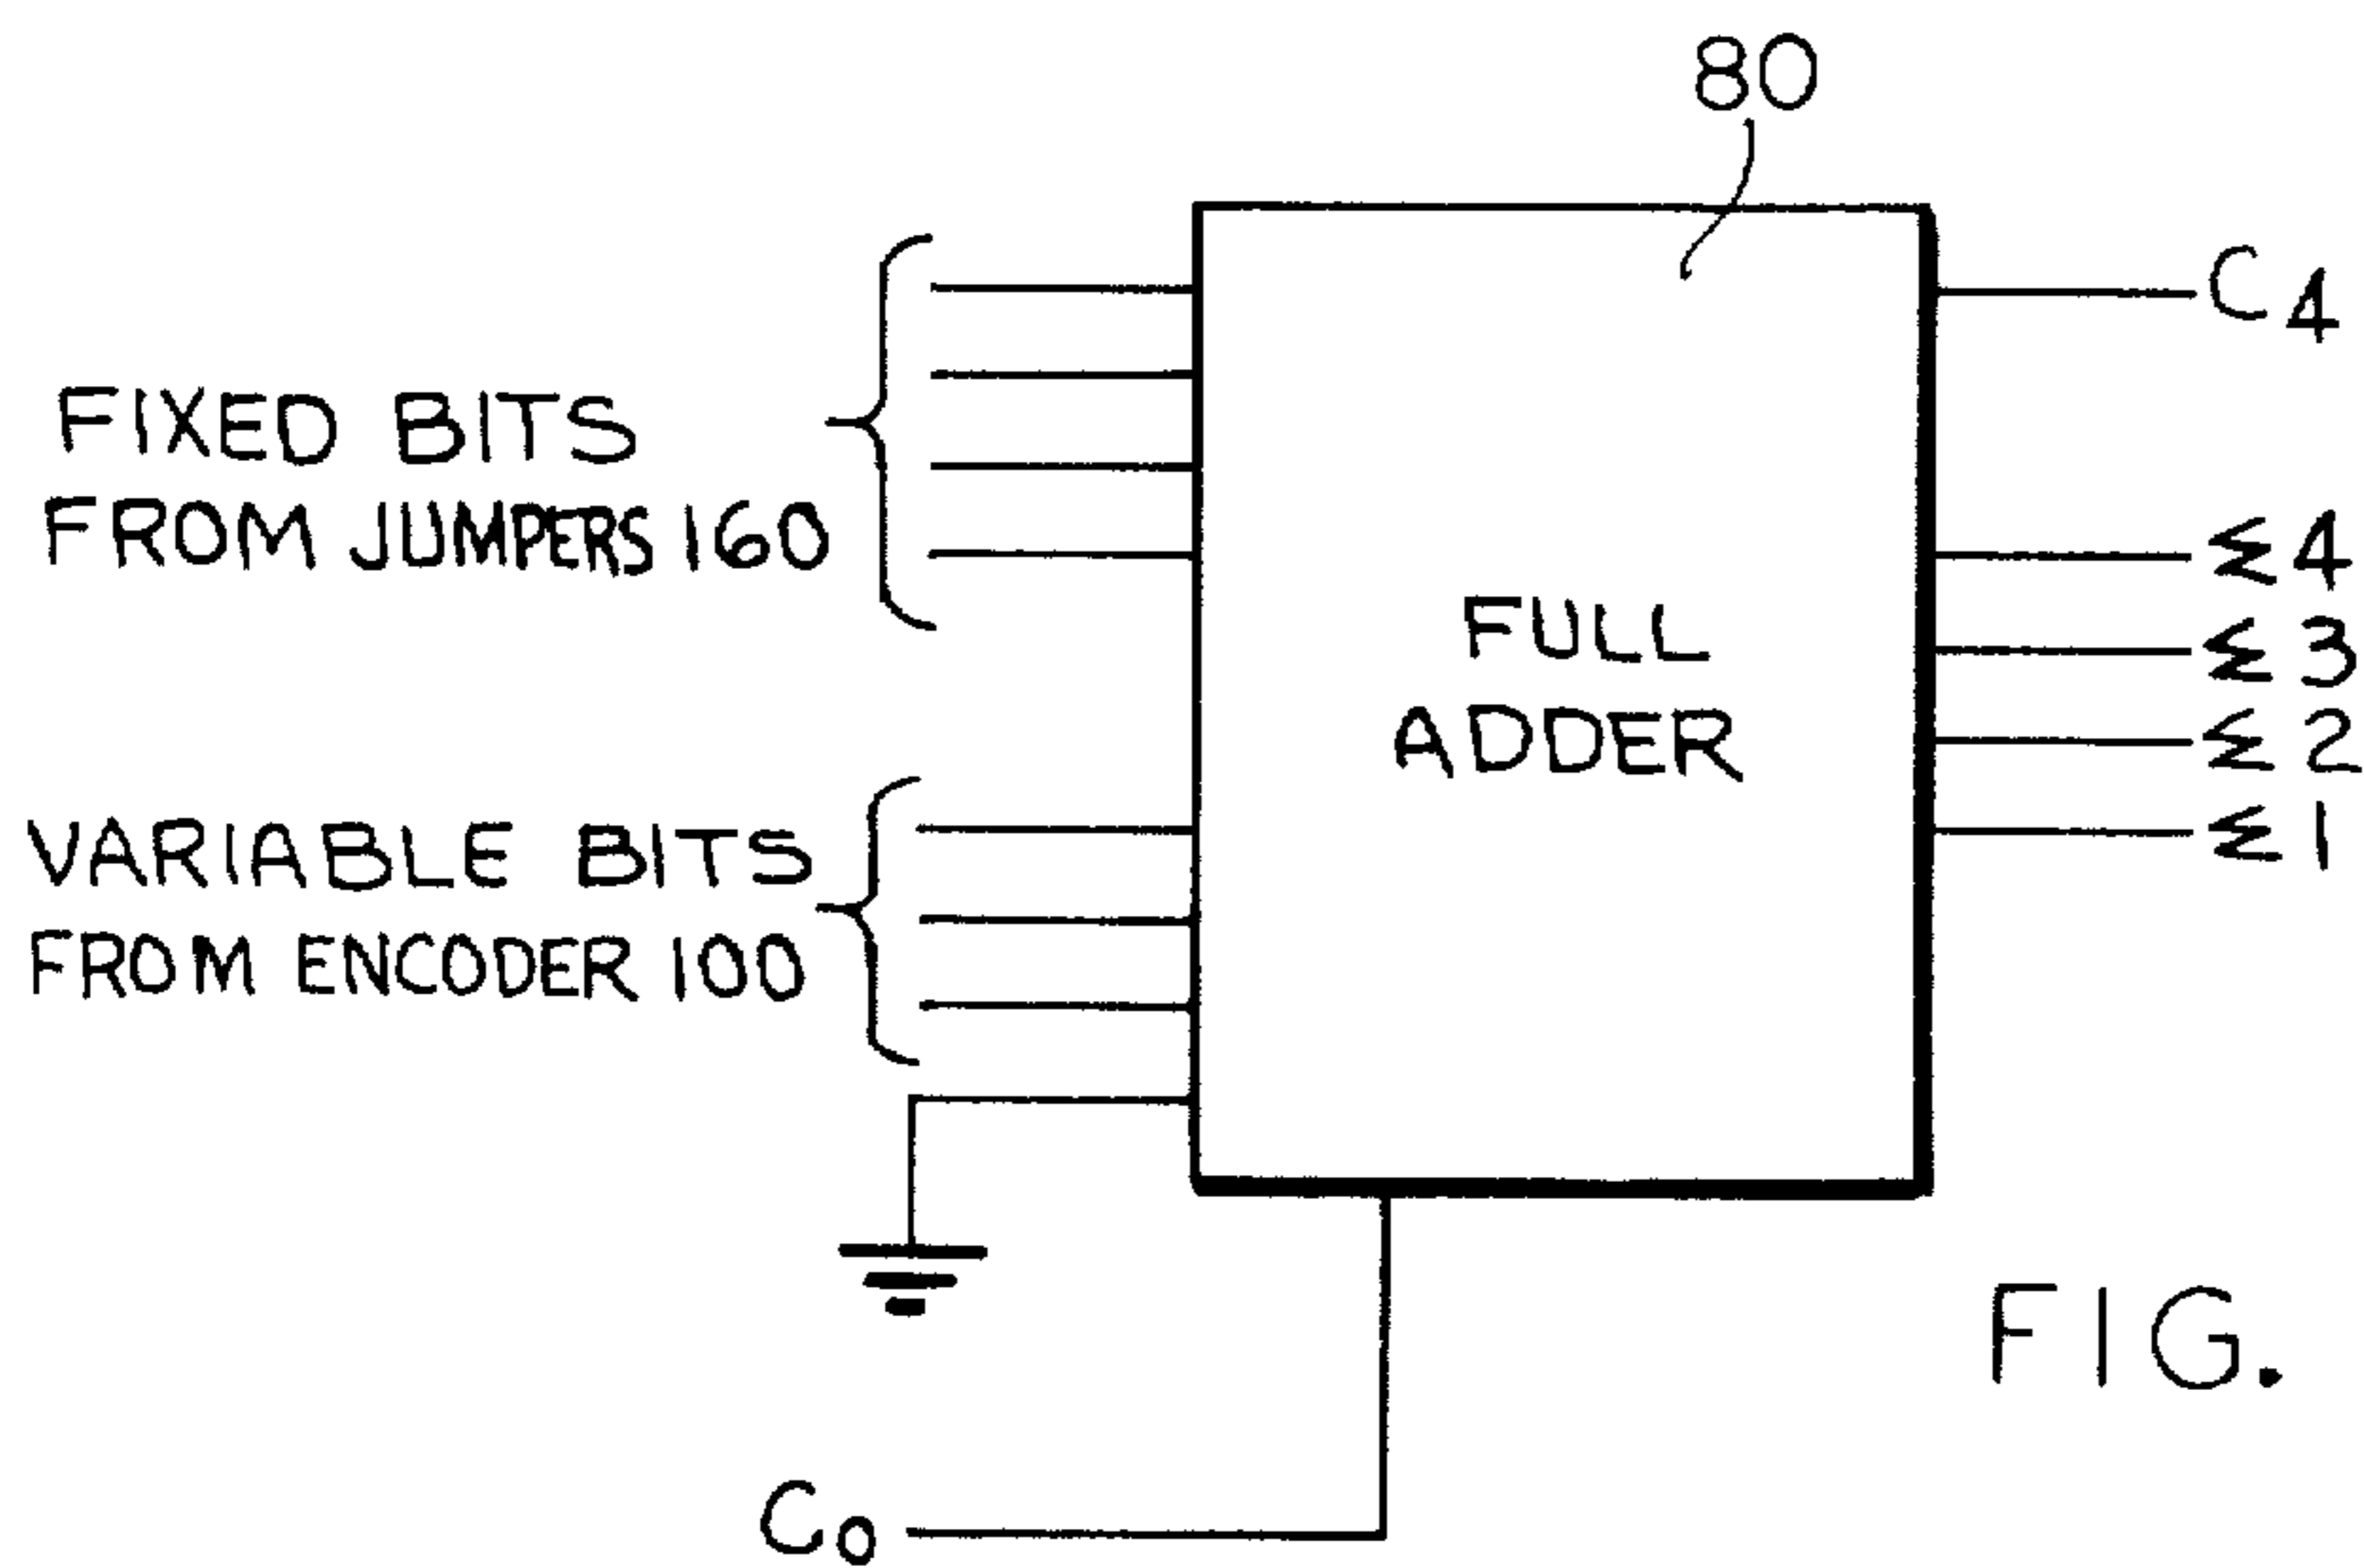 80
C4
FIXED BITS
FROM JUMPERS 160
Σ4
FULL
Σ3
ADDER
Σ2
VARIABLE BITS
Σ1
FROM ENCODER 100
FIG.
C0